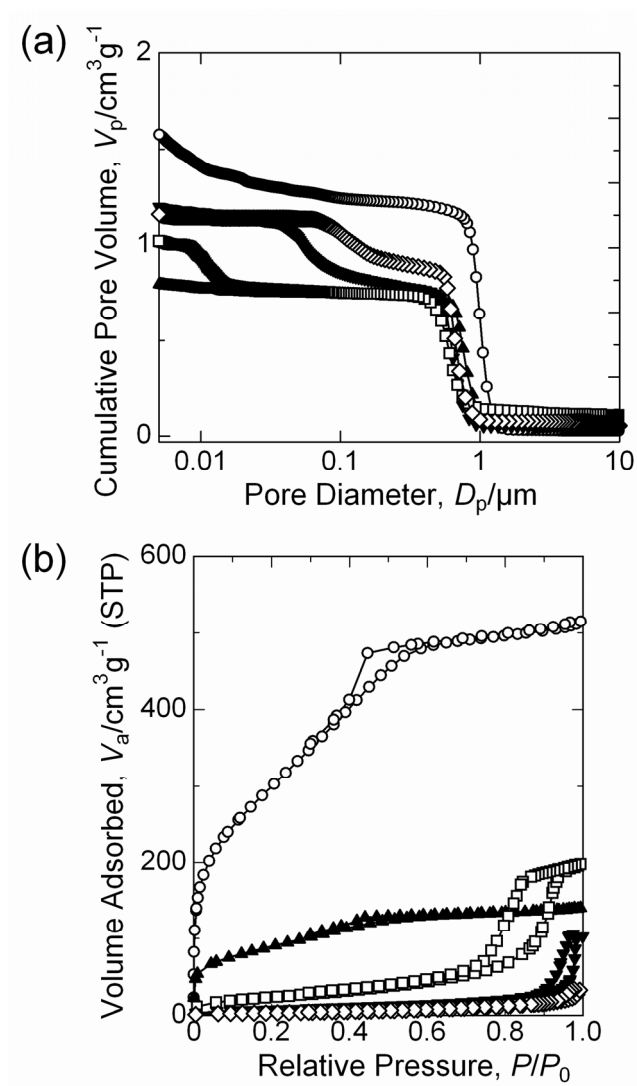 (a)
2
1
0
Cumulative Pore Volume, Vₚ/cm³g⁻¹
0.01 0.1 1 10
Pore Diameter, Dₚ/μm
(b)
600
400
200
0
Volume Adsorbed, Vₐ/cm³g⁻¹ (STP)
0 0.2 0.4 0.6 0.8 1.0
Relative Pressure, P/P₀